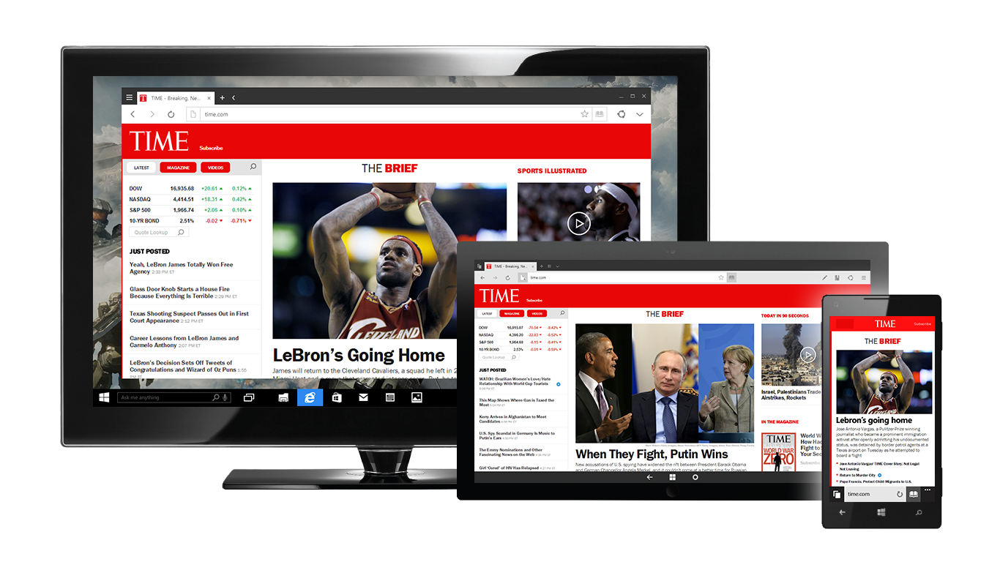 TIME - Breaking, Ne...
time.com
TIME
Subscribe
LATEST
MAGAZINE
VIDEOS
DOW 16,935.68 +20.61 0.12%
NASDAQ 4,414.51 +18.31 0.42%
S&P 500 1,966.74 +2.06 0.10%
10-YR BOND 2.51% -0.02 -0.71%
Quote Lookup
JUST POSTED
Yeah, LeBron James Totally Won Free
Agency 2:33 PM ET
Glass Door Knob Starts a House Fire
Because Everything Is Terrible 2:29 PM ET
Texas Shooting Suspect Passes Out in First
Court Appearance 2:12 PM ET
Career Lessons from LeBron James and
Carmelo Anthony 2:07 PM ET
LeBron's Decision Sets Off Tweets of
Congratulations and Wizard of Oz Puns 1:55
PM ET
THE BRIEF
CLEVELAND
LeBron's Going Home
James will return to the Cleveland Cavaliers, a squad he left in 2
SPORTS ILLUSTRATED
Ask me anything
TIME - Breaking, Ne...
time.com
TIME
Subscribe
LATEST
MAGAZINE
VIDEOS
DOW 16,915.07 -70.54 -0.42%
NASDAQ 4,396.20 -22.83 -0.52%
S&P 500 1,964.68 -8.15 -0.41%
10-YR BOND 2.53% -0.01 -0.59%
Quote Lookup
JUST POSTED
WATCH: Brazilian Women's Love/Hate
Relationship With World Cup Tourists
This Map Shows Where Gas is Taxed the
Most
Kerry Arrives in Afghanistan to Meet
Candidates
U.S. Spy Scandal in Germany Is Music to
Putin's Ears
The Emmy Nominations and Other
Fascinating News on the Web
Girl 'Cured' of HIV Has Relapsed
THE BRIEF
When They Fight, Putin Wins
New accusations of U.S. spying have widened the rift between President Barack Obama
and German Chancellor Angela Merkel, and it couldn't come at a better time for Russian
TODAY IN 90 SECONDS
Israel, Palestinians Trade
Airstrikes, Rockets
IN THE MAGAZINE
TIME
WORLD WAR
ZERO
World W
How Hac
Fight to S
Your Sec
Subscribe
TIME
Subscribe
THE BRIEF
Lebron's going home
Jose Antonio Vargas, a Pulitzer-Prize winning
journalist who became a prominent immigration
activist after openly admitting his undocumented
status, was detained by border patrol agents at a
Texas airport on Tuesday as he attempted to
board a flight
Jose Antonio Vargas' TIME Cover Story: Not Legal
Not Leaving
Return to Murder City
Pope Francis: Protect Child Migrants to U.S.
time.com